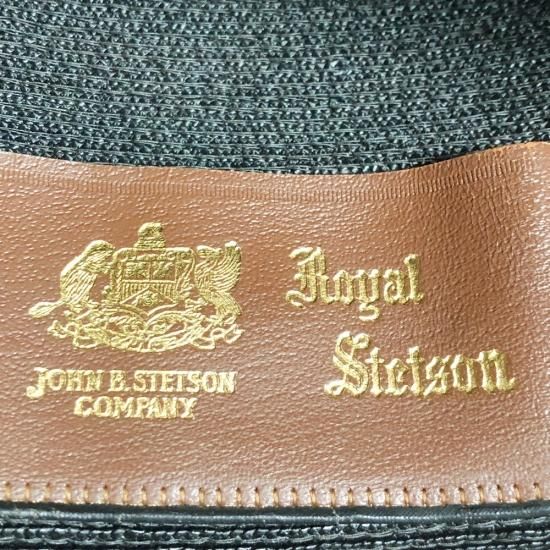 JOHN B. STETSON
COMPANY
Royal
Stetson